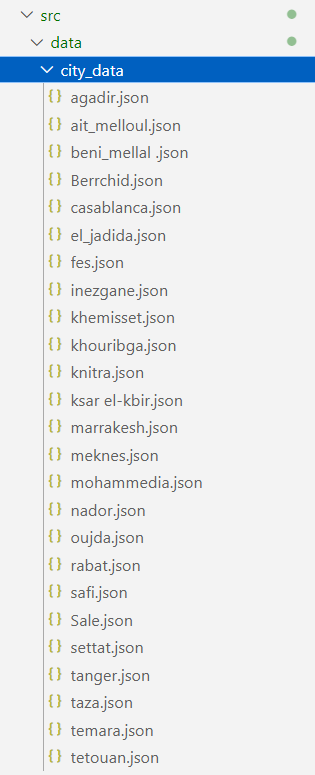 src
data
city_data
{} agadir.json
{} ait_melloul.json
{} beni_mellal .json
{} Berrchid.json
{} casablanca.json
{} el_jadida.json
{} fes.json
{} inezgane.json
{} khemisset.json
{} khouribga.json
{} knitra.json
{} ksar el-kbir.json
{} marrakesh.json
{} meknes.json
{} mohammedia.json
{} nador.json
{} oujda.json
{} rabat.json
{} safi.json
{} Sale.json
{} settat.json
{} tanger.json
{} taza.json
{} temara.json
{} tetouan.json